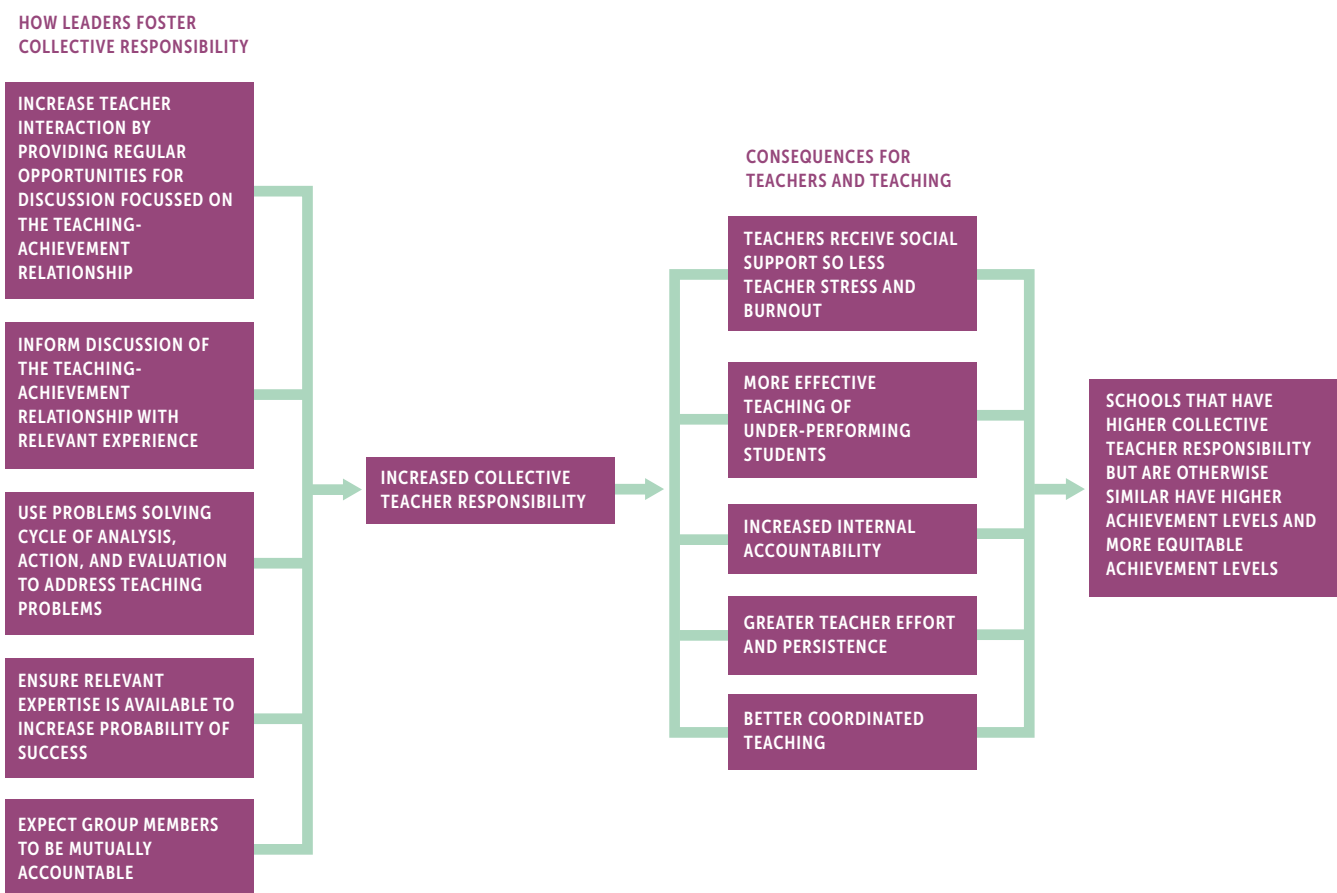 HOW LEADERS FOSTER
COLLECTIVE RESPONSIBILITY
INCREASE TEACHER
INTERACTION BY
PROVIDING REGULAR
OPPORTUNITIES FOR
DISCUSSION FOCUSSED ON
THE TEACHING-
ACHIEVEMENT
RELATIONSHIP
INFORM DISCUSSION OF
THE TEACHING-
ACHIEVEMENT
RELATIONSHIP WITH
RELEVANT EXPERIENCE
USE PROBLEMS SOLVING
CYCLE OF ANALYSIS,
ACTION, AND EVALUATION
TO ADDRESS TEACHING
PROBLEMS
ENSURE RELEVANT
EXPERTISE IS AVAILABLE TO
INCREASE PROBABILITY OF
SUCCESS
EXPECT GROUP MEMBERS
TO BE MUTUALLY
ACCOUNTABLE
INCREASED COLLECTIVE
TEACHER RESPONSIBILITY
CONSEQUENCES FOR
TEACHERS AND TEACHING
TEACHERS RECEIVE SOCIAL
SUPPORT SO LESS
TEACHER STRESS AND
BURNOUT
MORE EFFECTIVE
TEACHING OF
UNDER-PERFORMING
STUDENTS
INCREASED INTERNAL
ACCOUNTABILITY
GREATER TEACHER EFFORT
AND PERSISTENCE
BETTER COORDINATED
TEACHING
SCHOOLS THAT HAVE
HIGHER COLLECTIVE
TEACHER RESPONSIBILITY
BUT ARE OTHERWISE
SIMILAR HAVE HIGHER
ACHIEVEMENT LEVELS AND
MORE EQUITABLE
ACHIEVEMENT LEVELS